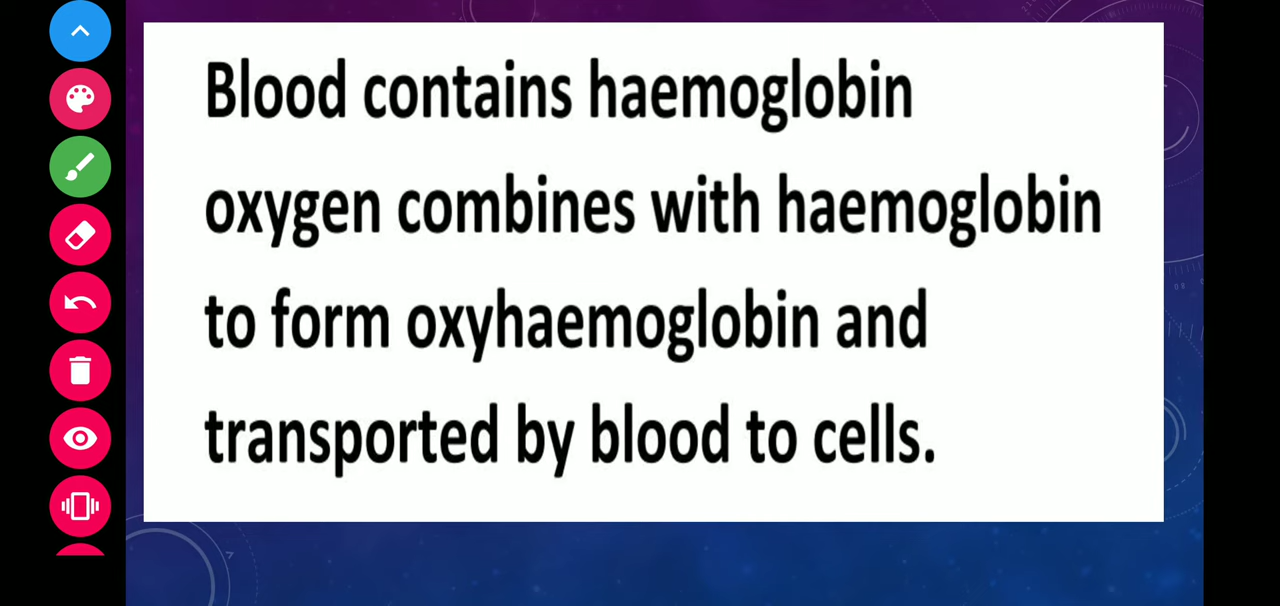 Blood contains haemoglobin
oxygen combines with haemoglobin
to form oxyhaemoglobin and
transported by blood to cells.